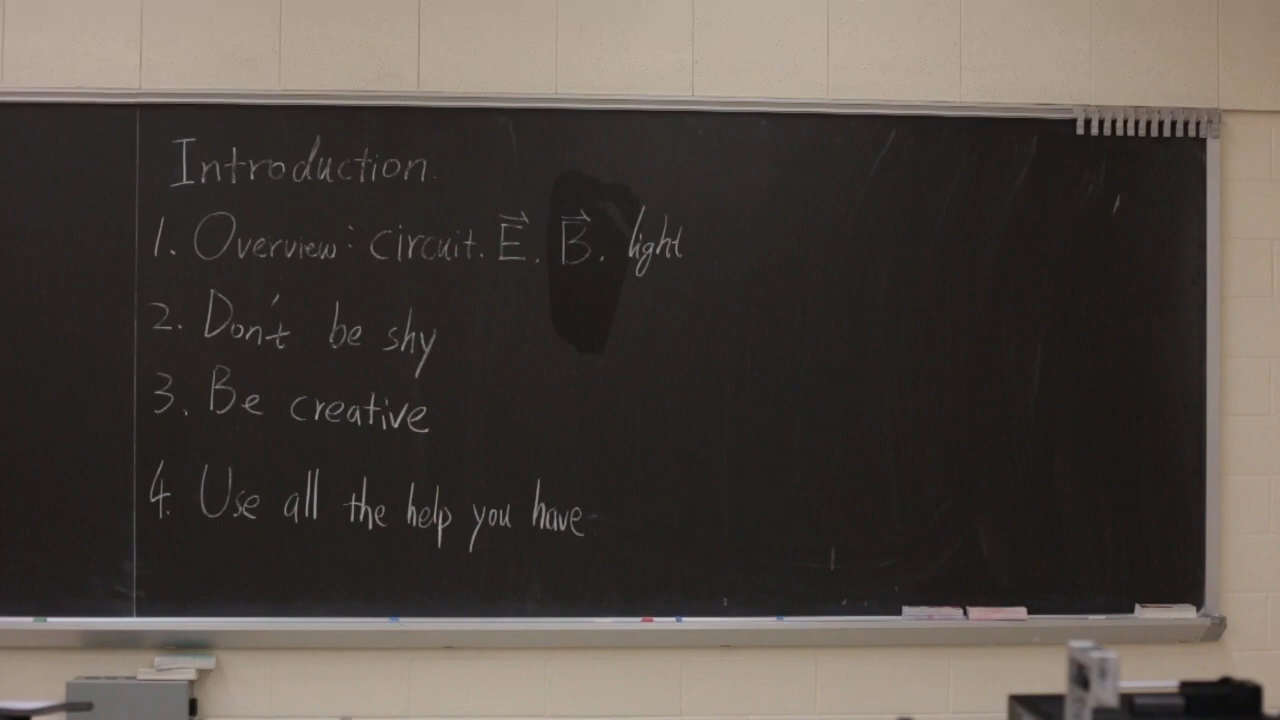 Introduction.
1. Overview: circuit. E⃗. B⃗. light
2. Don't be shy
3. Be creative
4. Use all the help you have